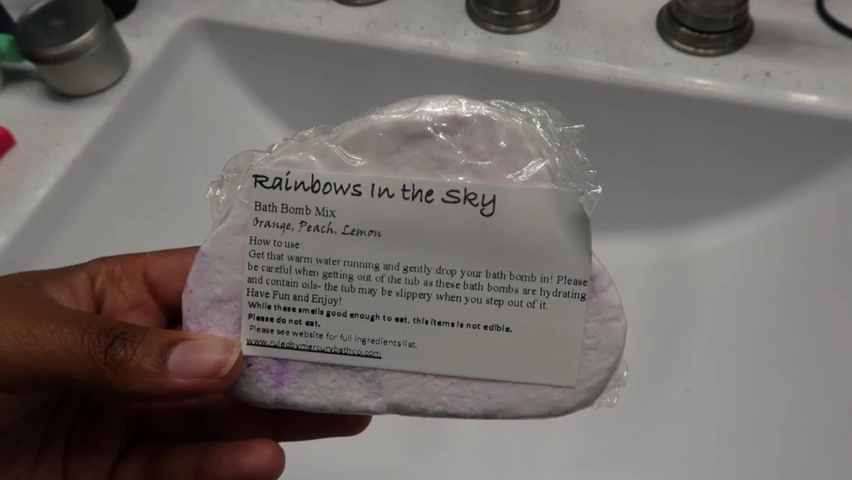 Rainbows In the Sky
Bath Bomb Mix
Orange, Peach, Lemon
How to use:
Get that warm water running and gently drop your bath bomb in! Please
be careful when getting out of the tub as these bath bombs are hydrating
and contain oils- the tub may be slippery when you step out of it.
Have Fun and Enjoy!
While these smells good enough to eat, this items is not edible.
Please do not eat.
Please see website for full ingredients list.
www.ruledbymercurybathco.com